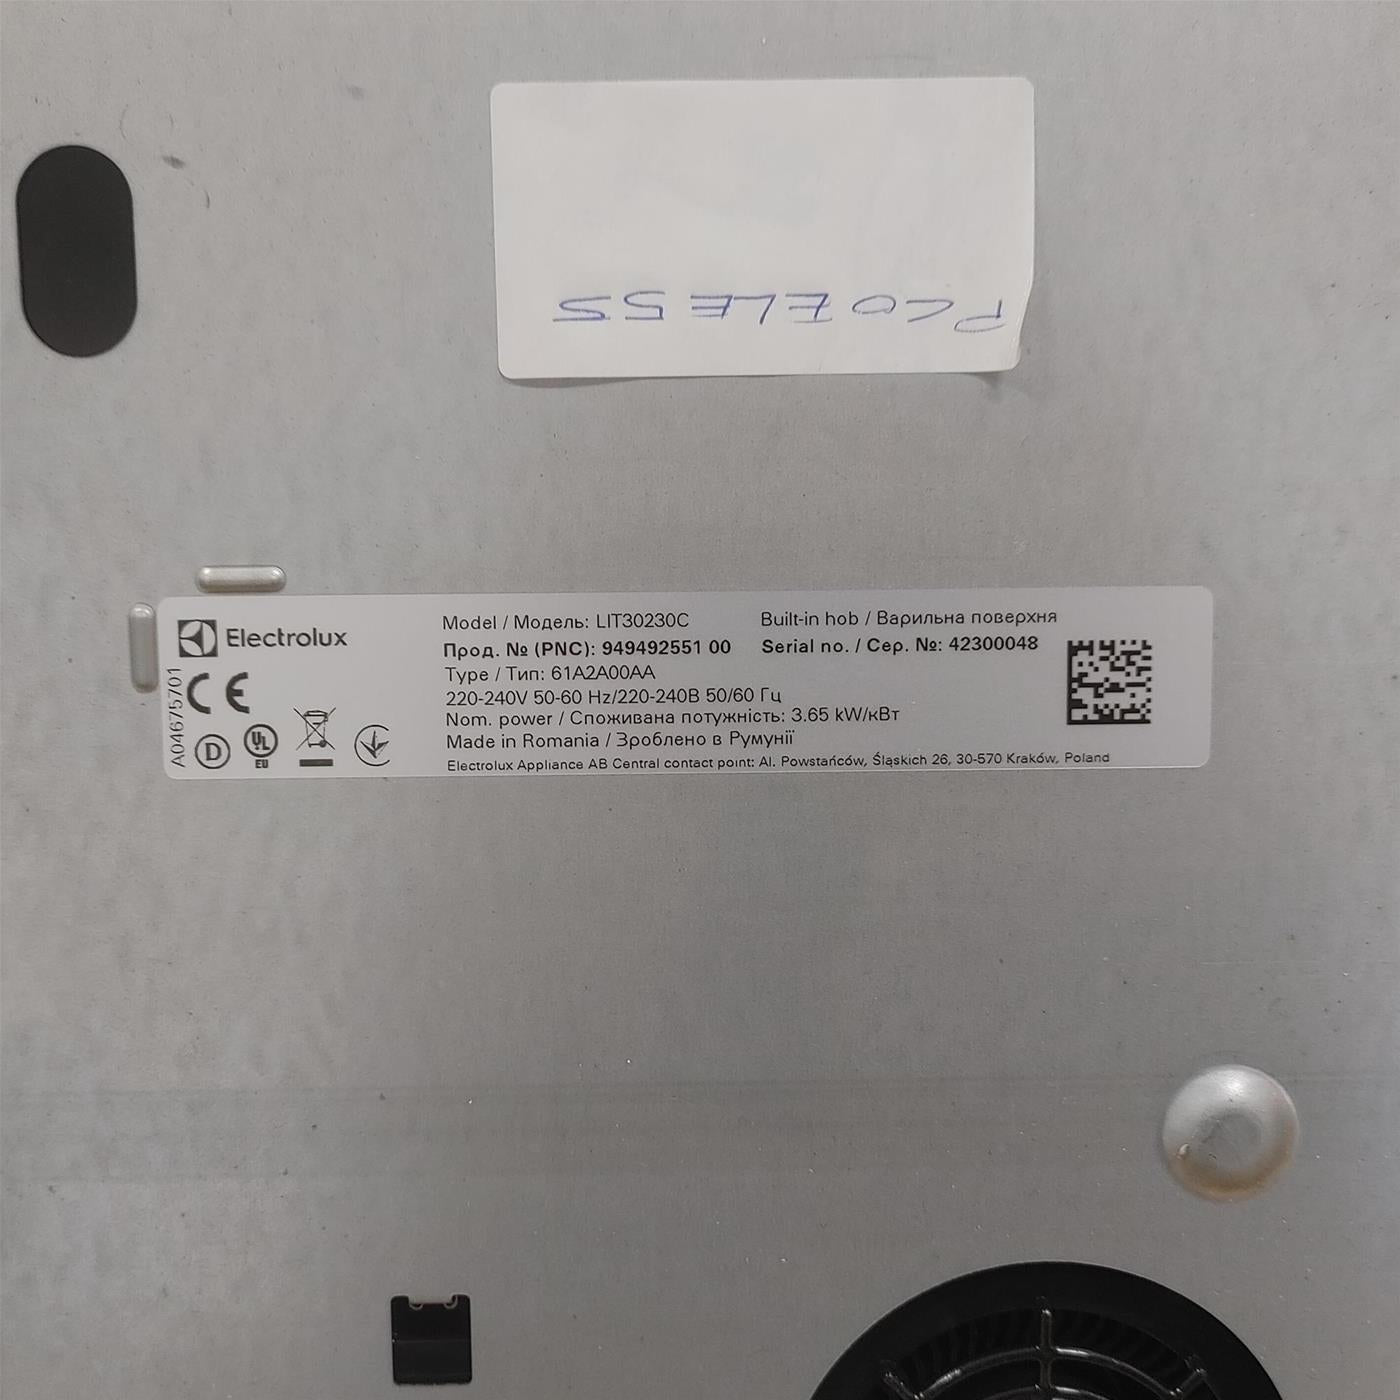 PCOELESS
Electrolux
Model / Модель: LIT30230C
Built-in hob / Варильна поверхня
Прод. № (PNC): 949492551 00
Serial no. / Сер. №: 42300048
Type / Тип: 61A2A00AA
220-240V 50-60 Hz/220-240В 50/60 Гц
Nom. power / Споживана потужність: 3.65 kW/кВт
Made in Romania / Зроблено в Румунії
Electrolux Appliance AB Central contact point: Al. Powstańców, Śląskich 26, 30-570 Kraków, Poland
A04675701
CE
D
UL
EU